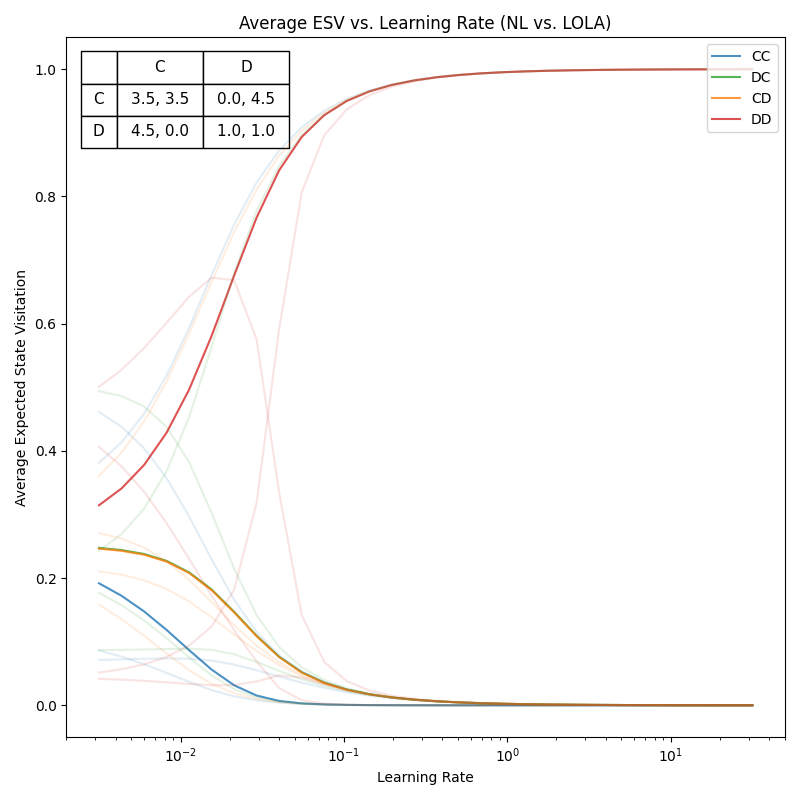 Average ESV vs. Learning Rate (NL vs. LOLA)
C D
C 3.5, 3.5 0.0, 4.5
D 4.5, 0.0 1.0, 1.0
CC
DC
CD
DD
1.0
0.8
0.6
0.4
0.2
0.0
Average Expected State Visitation
10⁻² 10⁻¹ 10⁰ 10¹
Learning Rate